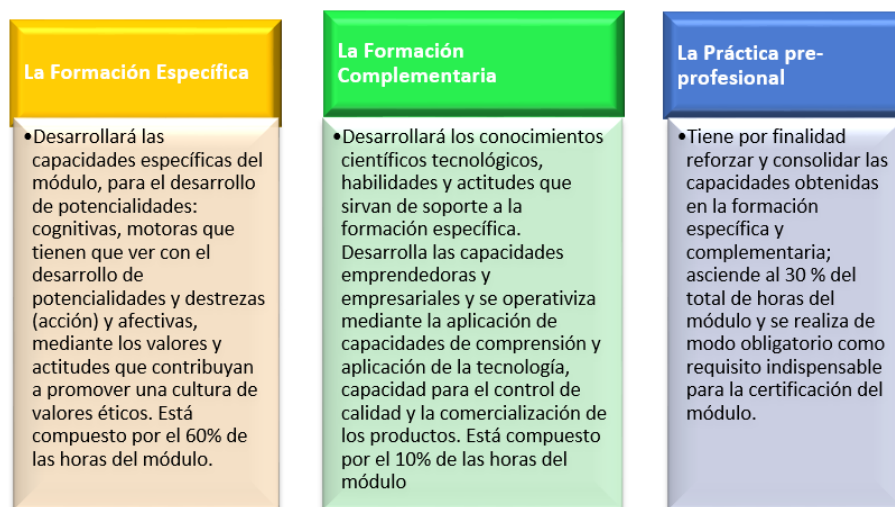 La Formación Específica
•Desarrollará las
capacidades específicas del
módulo, para el desarrollo
de potencialidades:
cognitivas, motoras que
tienen que ver con el
desarrollo de
potencialidades y destrezas
(acción) y afectivas,
mediante los valores y
actitudes que contribuyan
a promover una cultura de
valores éticos. Está
compuesto por el 60% de
las horas del módulo.
La Formación
Complementaria
•Desarrollará los conocimientos
científicos tecnológicos,
habilidades y actitudes que
sirvan de soporte a la
formación específica.
Desarrolla las capacidades
emprendedoras y
empresariales y se operativiza
mediante la aplicación de
capacidades de comprensión y
aplicación de la tecnología,
capacidad para el control de
calidad y la comercialización de
los productos. Está compuesto
por el 10% de las horas del
módulo
La Práctica pre-
profesional
•Tiene por finalidad
reforzar y consolidar las
capacidades obtenidas
en la formación
específica y
complementaria;
asciende al 30 % del
total de horas del
módulo y se realiza de
modo obligatorio como
requisito indispensable
para la certificación del
módulo.